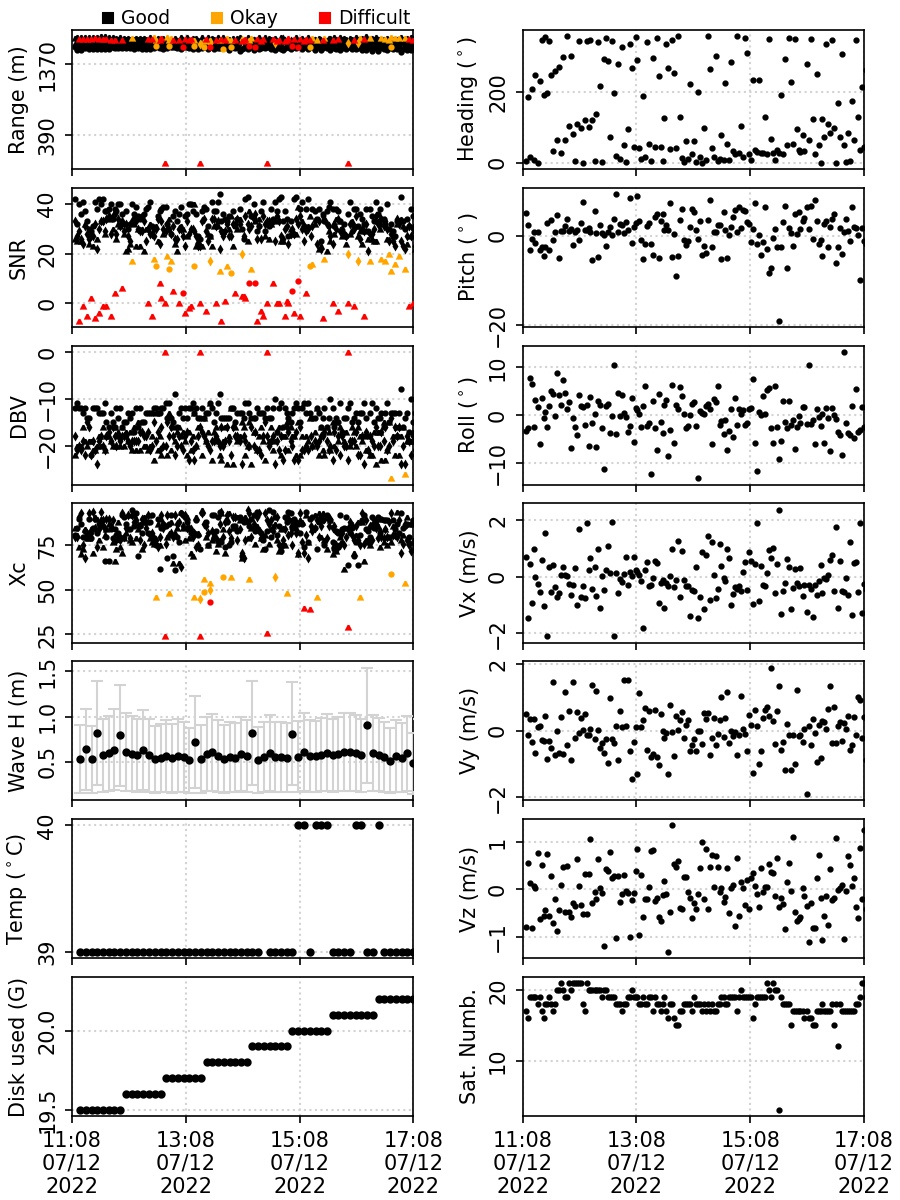 Good Okay Difficult
Range (m)
1370
390
Heading (°)
200
0
SNR
40
20
0
Pitch (°)
0
−20
DBV
0
−10
−20
Roll (°)
10
0
−10
Xc
75
50
25
Vx (m/s)
2
0
−2
Wave H (m)
1.5
1.0
0.5
Vy (m/s)
2
0
−2
Temp (°C)
40
39
Vz (m/s)
1
0
−1
Disk used (G)
20.0
19.5
Sat. Numb.
20
10
11:08 13:08 15:08 17:08 11:08 13:08 15:08 17:08
07/12 07/12 07/12 07/12 07/12 07/12 07/12 07/12
2022 2022 2022 2022 2022 2022 2022 2022